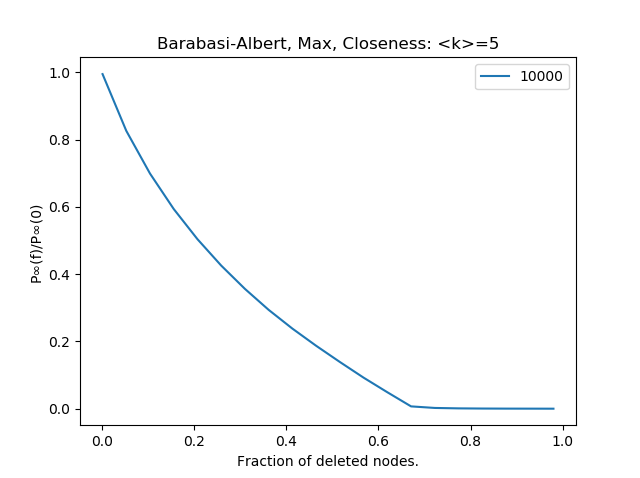 Barabasi-Albert, Max, Closeness: <k>=5
10000
1.0
0.8
0.6
0.4
0.2
0.0
P∞(f)/P∞(0)
0.0 0.2 0.4 0.6 0.8 1.0
Fraction of deleted nodes.